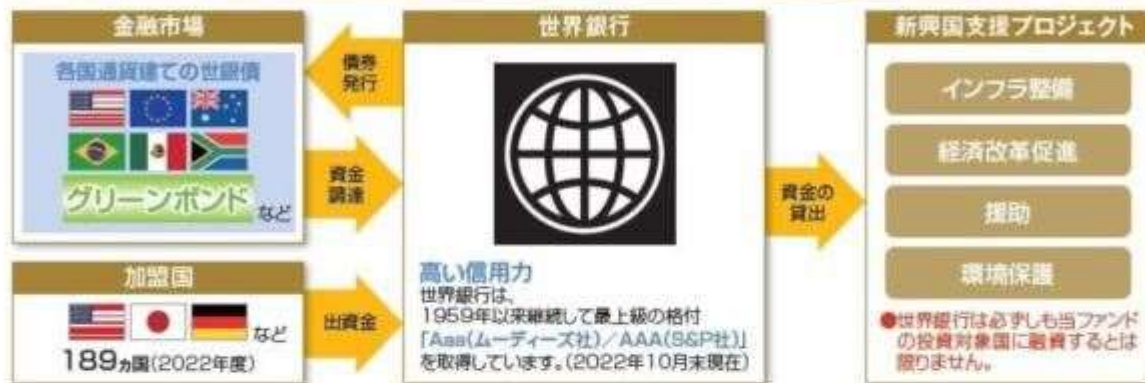 金融市場
各国通貨建ての世銀債
グリーンボンド など
加盟国
など
189ヵ国(2022年度)
債券
発行
資金
調達
出資金
世界銀行
高い信用力
世界銀行は、
1959年以来継続して最上級の格付
「Aaa(ムーディーズ社)/AAA(S&P社)」
を取得しています。(2022年10月末現在)
資金の
貸出
新興国支援プロジェクト
インフラ整備
経済改革促進
援助
環境保護
●世界銀行は必ずしも当ファンド
の投資対象国に融資するとは
限りません。